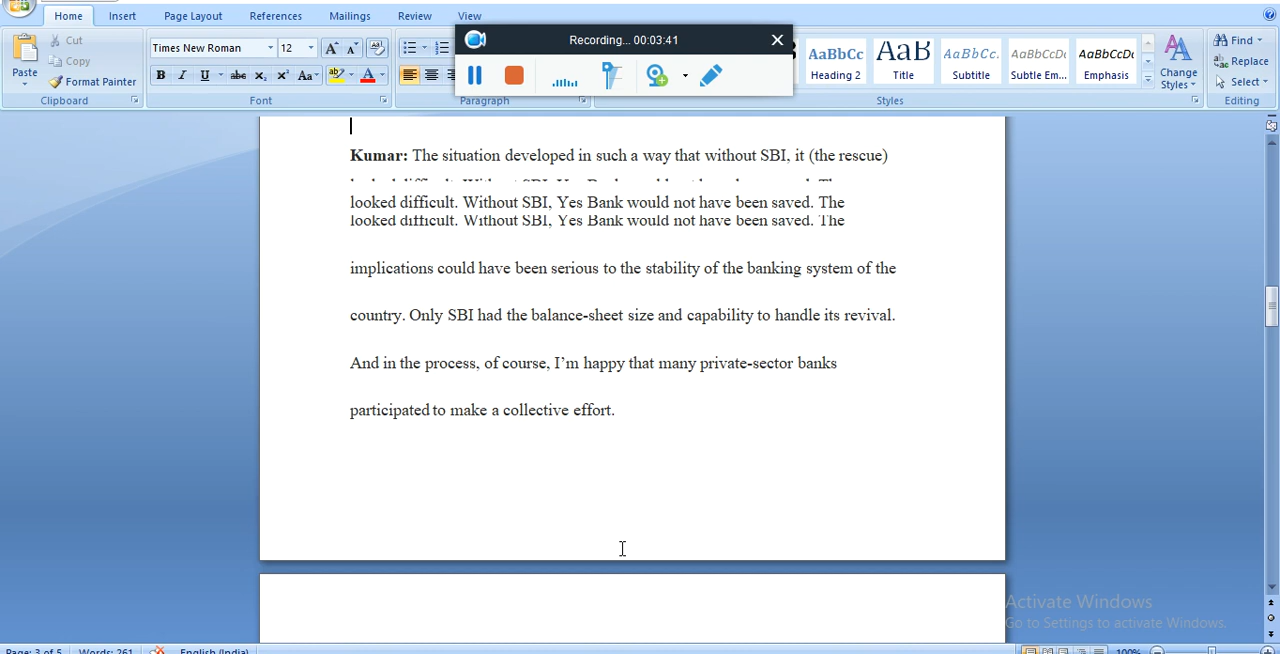 Home Insert Page Layout References Mailings Review View
Recording... 00:03:41
Cut
Copy
Format Painter
Paste
Clipboard
Times New Roman 12
Font
Paragraph
AaBbCc AaB AaBbCc. AaBbCcDc AaBbCcDc
Heading 2 Title Subtitle Subtle Em... Emphasis
Change Styles
Styles
Find
Replace
Select
Editing
Kumar: The situation developed in such a way that without SBI, it (the rescue)
looked difficult. Without SBI, Yes Bank would not have been saved. The
looked difficult. Without SBI, Yes Bank would not have been saved. The
implications could have been serious to the stability of the banking system of the
country. Only SBI had the balance-sheet size and capability to handle its revival.
And in the process, of course, I’m happy that many private-sector banks
participated to make a collective effort.
Activate Windows
Go to Settings to activate Windows.
Page: 3 of 5 Words: 261 English (India) 100%